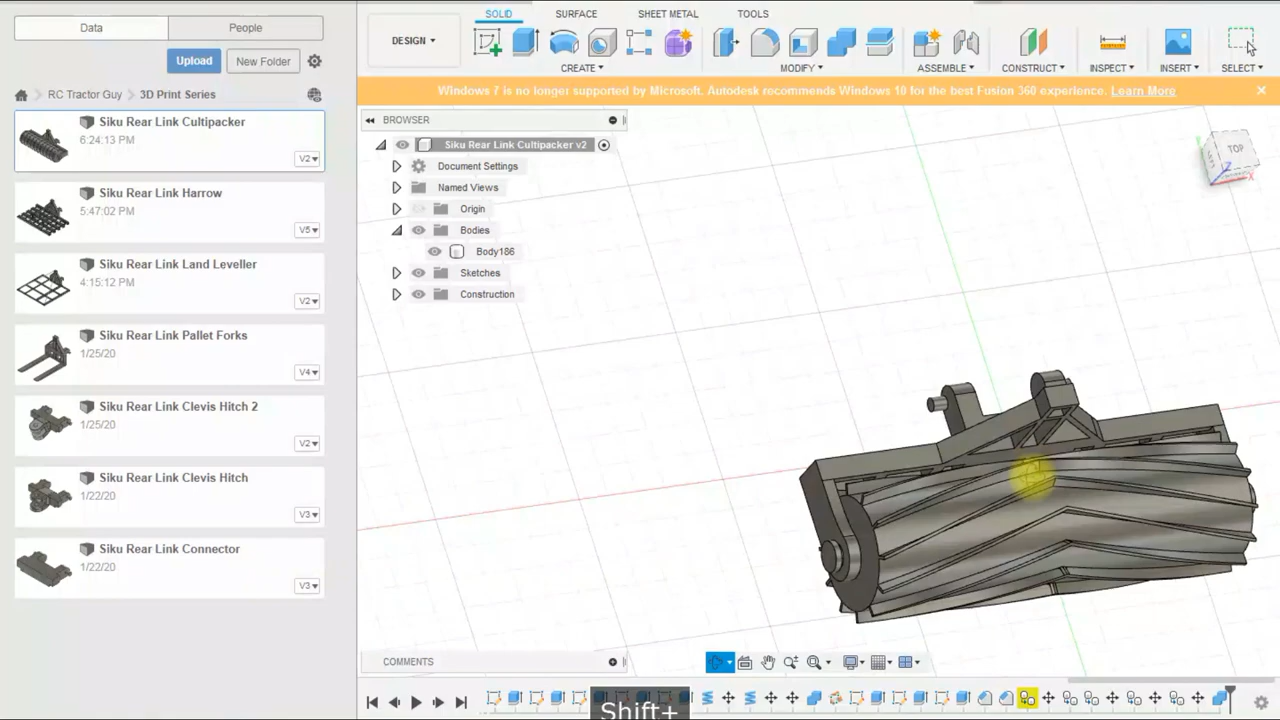 Data
People
Upload
New Folder
RC Tractor Guy > 3D Print Series
Siku Rear Link Cultipacker
6:24:13 PM
V2▾
Siku Rear Link Harrow
5:47:02 PM
V5▾
Siku Rear Link Land Leveller
4:15:12 PM
V2▾
Siku Rear Link Pallet Forks
1/25/20
V4▾
Siku Rear Link Clevis Hitch 2
1/25/20
V2▾
Siku Rear Link Clevis Hitch
1/22/20
V3▾
Siku Rear Link Connector
1/22/20
V3▾
SOLID
SURFACE
SHEET METAL
TOOLS
DESIGN ▾
CREATE ▾
MODIFY ▾
ASSEMBLE ▾
CONSTRUCT ▾
INSPECT ▾
INSERT ▾
SELECT ▾
Windows 7 is no longer supported by Microsoft. Autodesk recommends Windows 10 for the best Fusion 360 experience. Learn More
BROWSER
Siku Rear Link Cultipacker v2
Document Settings
Named Views
Origin
Bodies
Body186
Sketches
Construction
TOP
Z
X
COMMENTS
Shift+